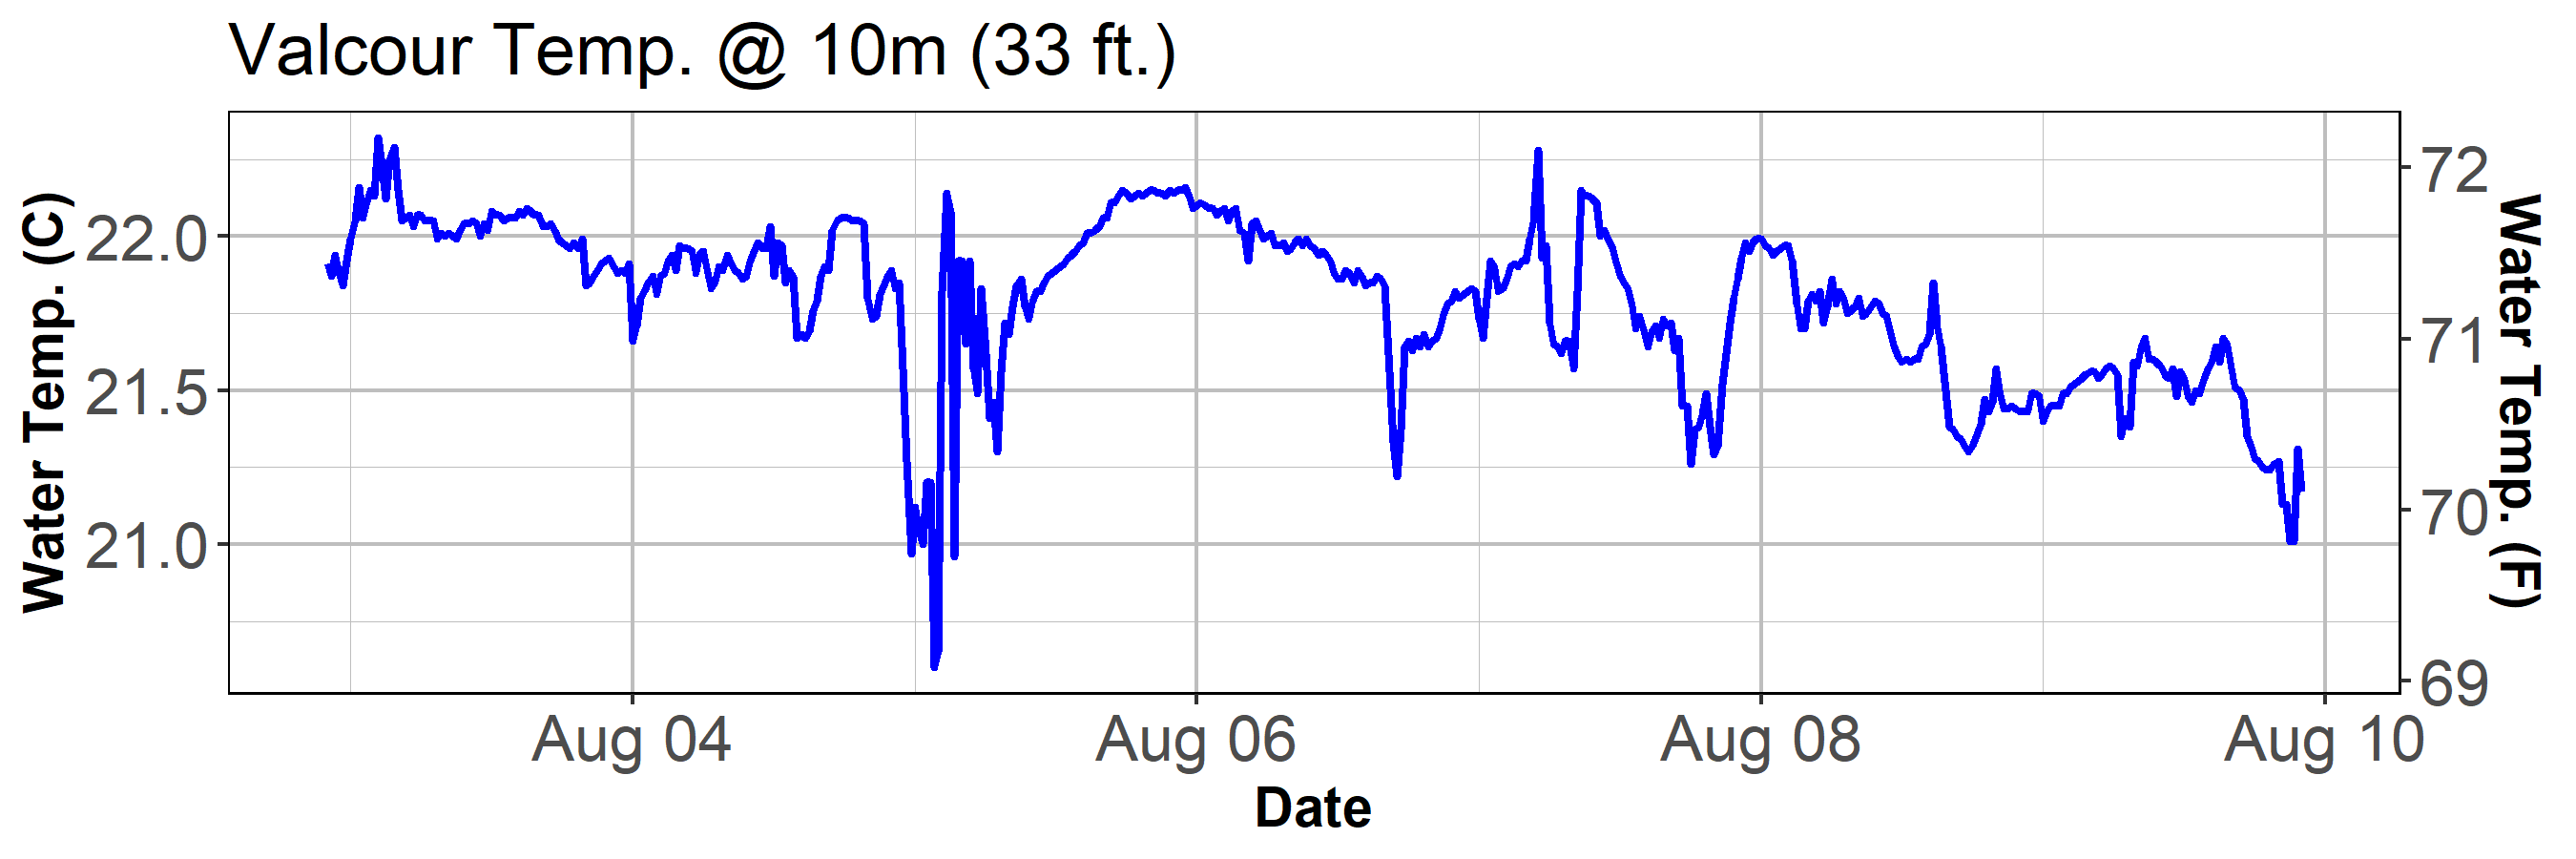 Valcour Temp. @ 10m (33 ft.)
Water Temp. (C)
22.0
21.5
21.0
72
71
70
69
Water Temp. (F)
Aug 04
Aug 06
Aug 08
Aug 10
Date